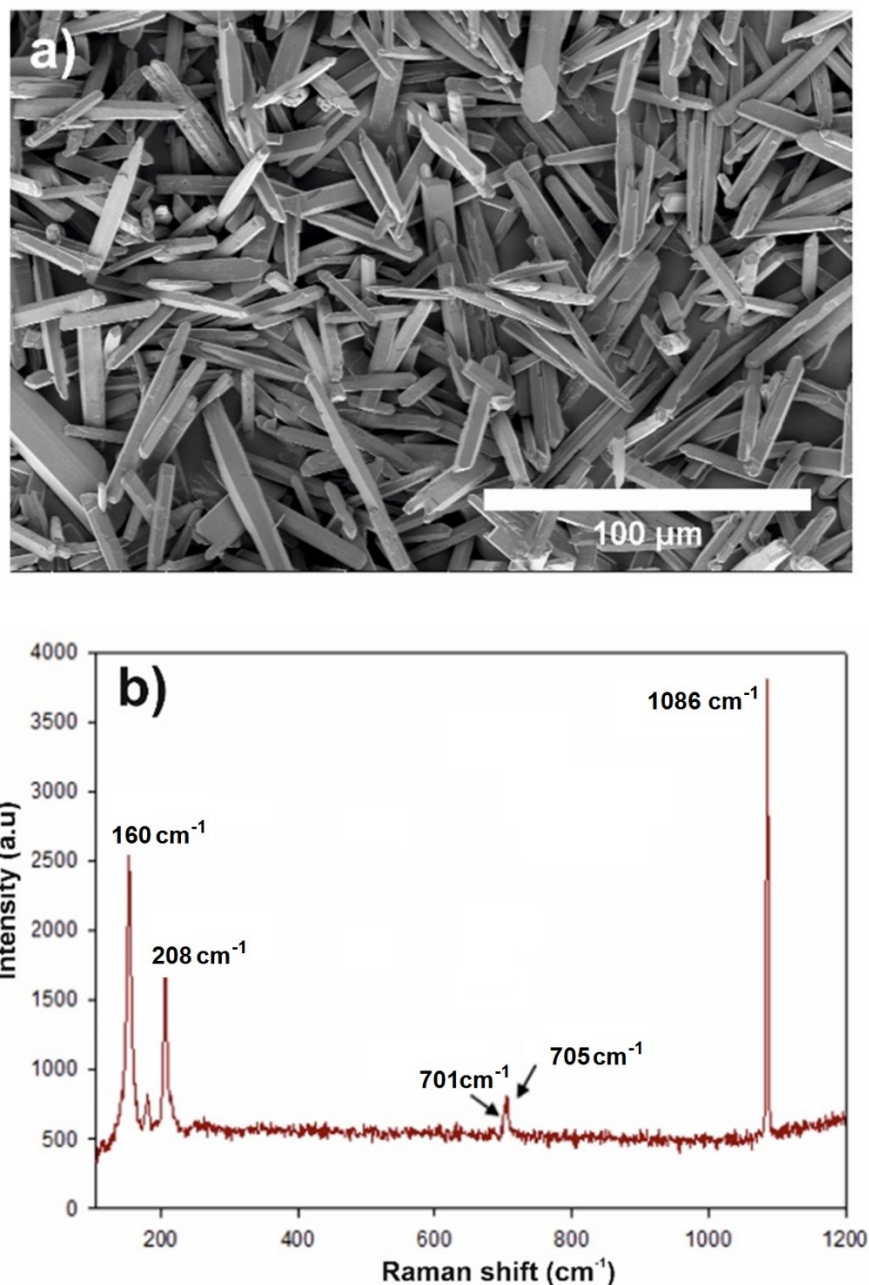 a)
100 µm
b)
4000
3500
3000
2500
2000
1500
1000
500
0
Intensity (a.u)
160 cm⁻¹
208 cm⁻¹
701cm⁻¹
705cm⁻¹
1086 cm⁻¹
200 400 600 800 1000 1200
Raman shift (cm⁻¹)